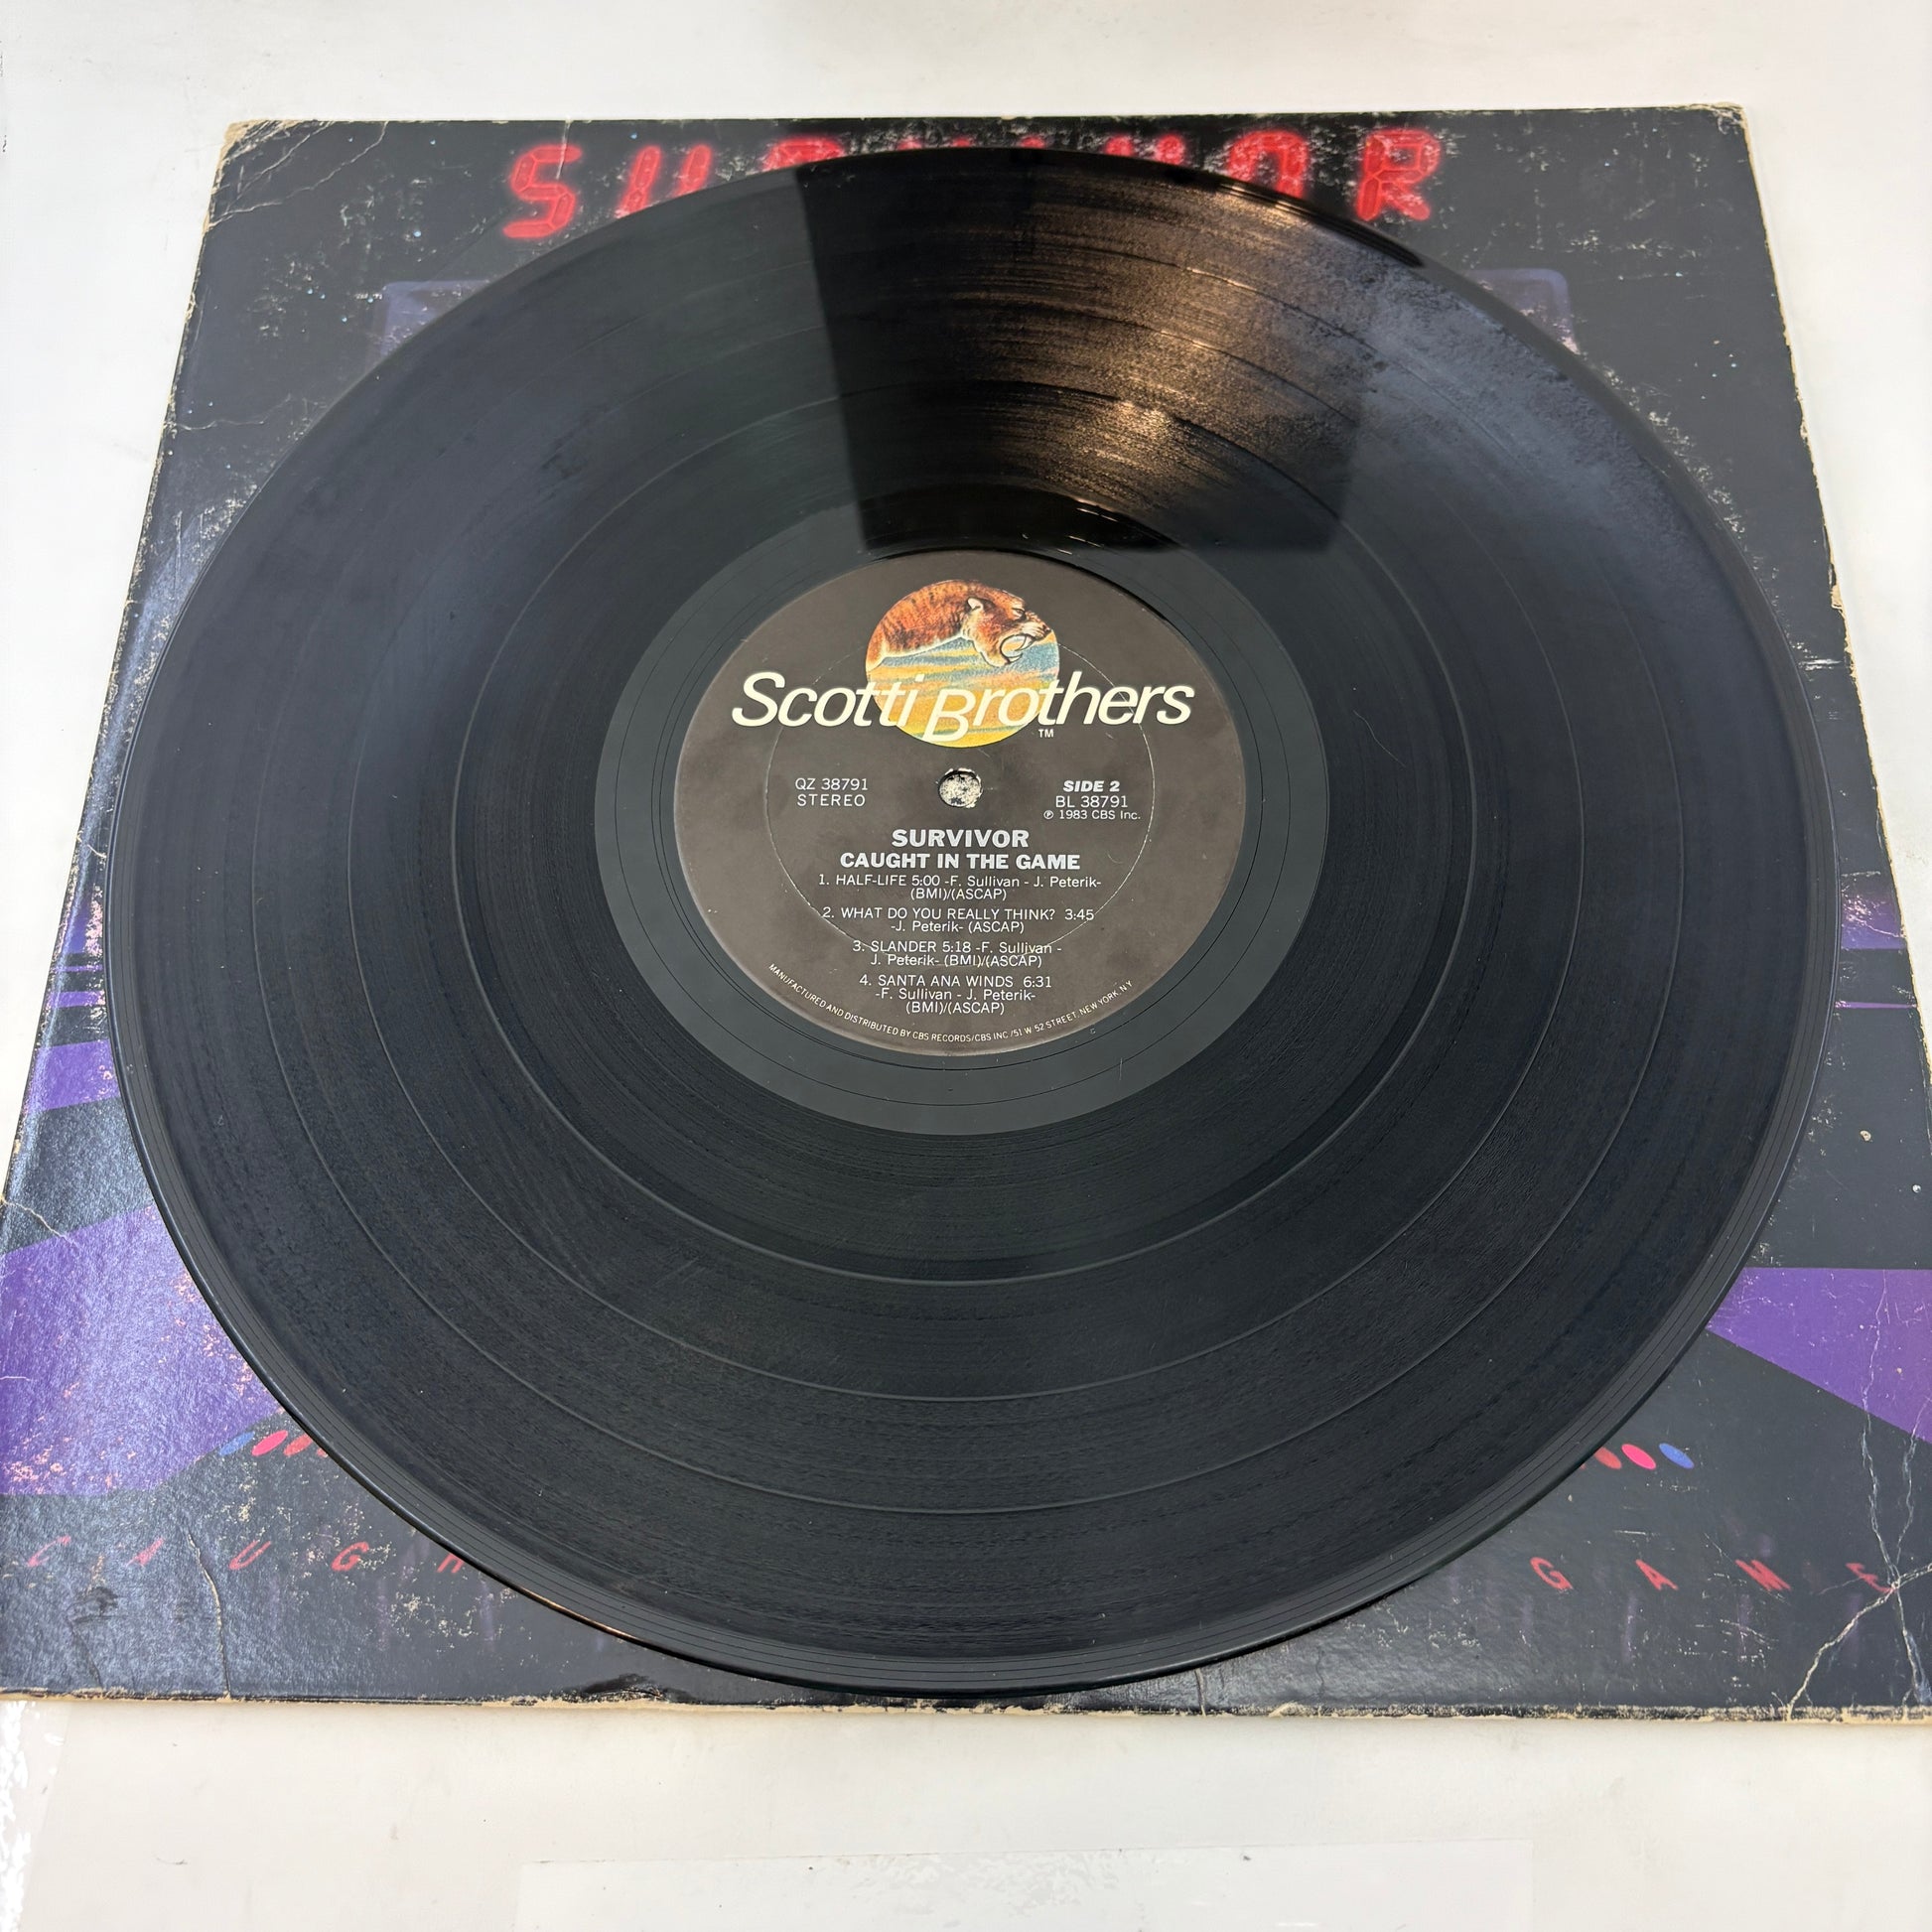 Scotti Brothers
TM
QZ 38791
STEREO
SIDE 2
BL 38791
℗ 1983 CBS Inc.
SURVIVOR
CAUGHT IN THE GAME
1. HALF-LIFE 5:00 -F. Sullivan - J. Peterik-
(BMI)/(ASCAP)
2. WHAT DO YOU REALLY THINK? 3:45
-J. Peterik- (ASCAP)
3. SLANDER 5:18 -F. Sullivan -
J. Peterik- (BMI)/(ASCAP)
4. SANTA ANA WINDS 6:31
-F. Sullivan - J. Peterik-
(BMI)/(ASCAP)
MANUFACTURED AND DISTRIBUTED BY CBS RECORDS/CBS INC./51 W 52 STREET, NEW YORK, N.Y.
GAME